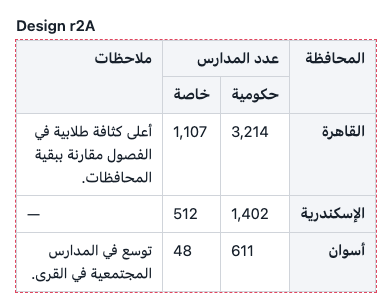 Design r2A
المحافظة عدد المدارس ملاحظات
حكومية خاصة
القاهرة 3,214 1,107 أعلى كثافة طلابية في
الفصول مقارنة ببقية
المحافظات.
الإسكندرية 1,402 512 —
أسوان 611 48 توسع في المدارس
المجتمعية في القرى.